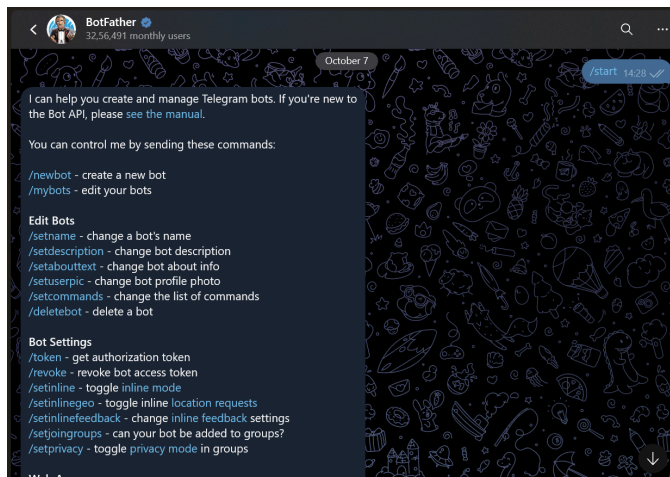 BotFather
32,56,491 monthly users
October 7
/start 14:28
I can help you create and manage Telegram bots. If you're new to
the Bot API, please see the manual.
You can control me by sending these commands:
/newbot - create a new bot
/mybots - edit your bots
Edit Bots
/setname - change a bot's name
/setdescription - change bot description
/setabouttext - change bot about info
/setuserpic - change bot profile photo
/setcommands - change the list of commands
/deletebot - delete a bot
Bot Settings
/token - get authorization token
/revoke - revoke bot access token
/setinline - toggle inline mode
/setinlinegeo - toggle inline location requests
/setinlinefeedback - change inline feedback settings
/setjoingroups - can your bot be added to groups?
/setprivacy - toggle privacy mode in groups